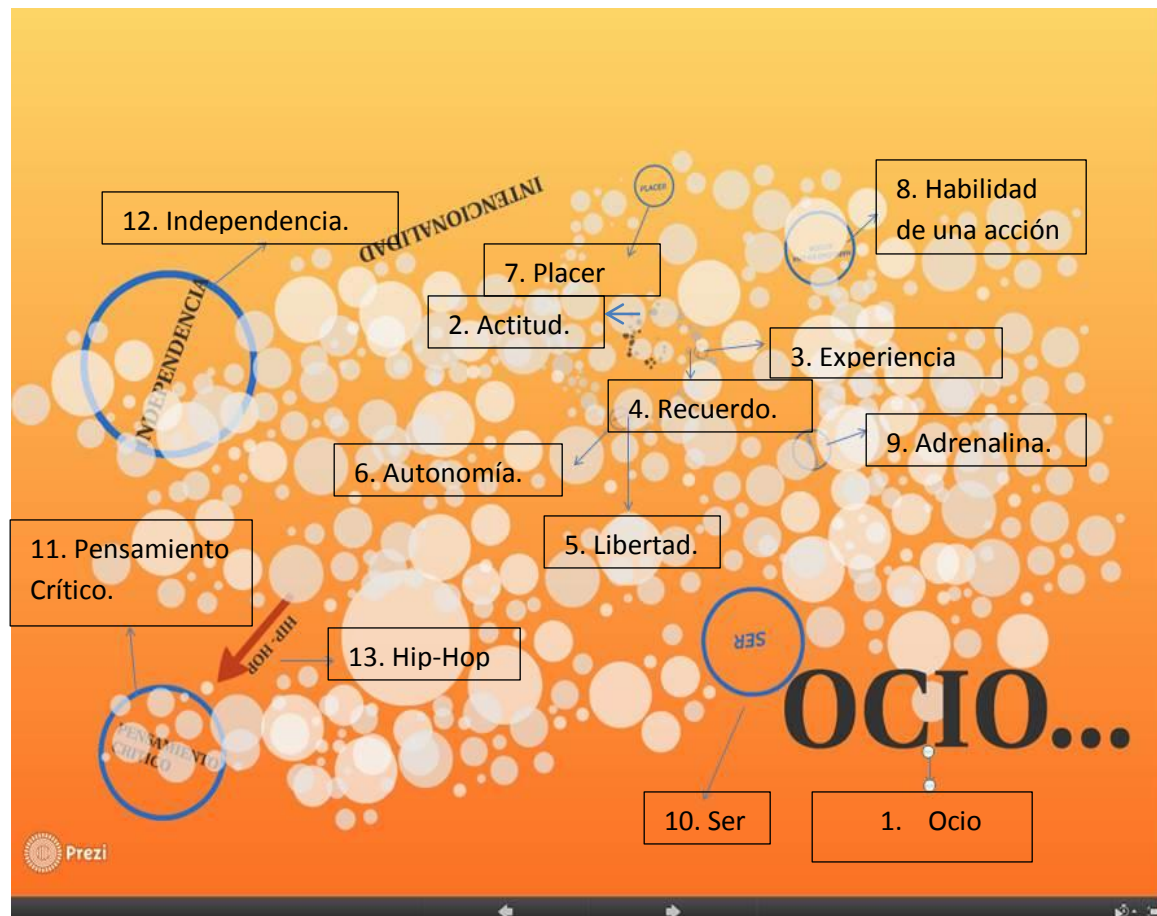 PLACER
8. Habilidad
de una acción
INTENCIONALIDAD
12. Independencia.
7. Placer
INDEPENDENCIA
2. Actitud.
3. Experiencia
4. Recuerdo.
9. Adrenalina.
6. Autonomía.
5. Libertad.
11. Pensamiento
Crítico.
HIP-HOP
13. Hip-Hop
SER
OCIO...
PENSAMIENTO
CRITICO
10. Ser
1. Ocio
Prezi